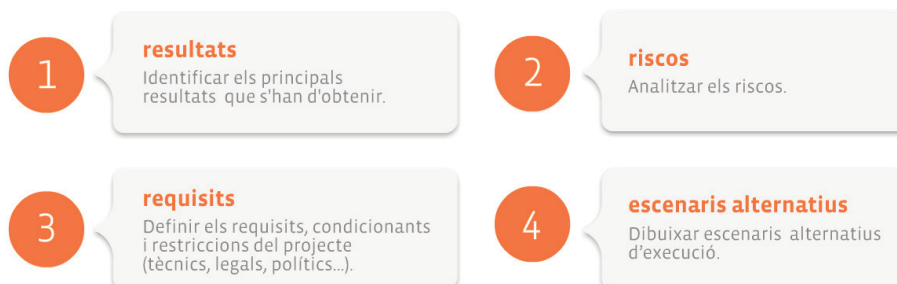 1
resultats
Identificar els principals
resultats que s'han d'obtenir.
2
riscos
Analitzar els riscos.
3
requisits
Definir els requisits, condicionants
i restriccions del projecte
(tècnics, legals, polítics...).
4
escenaris alternatius
Dibuixar escenaris alternatius
d’execució.